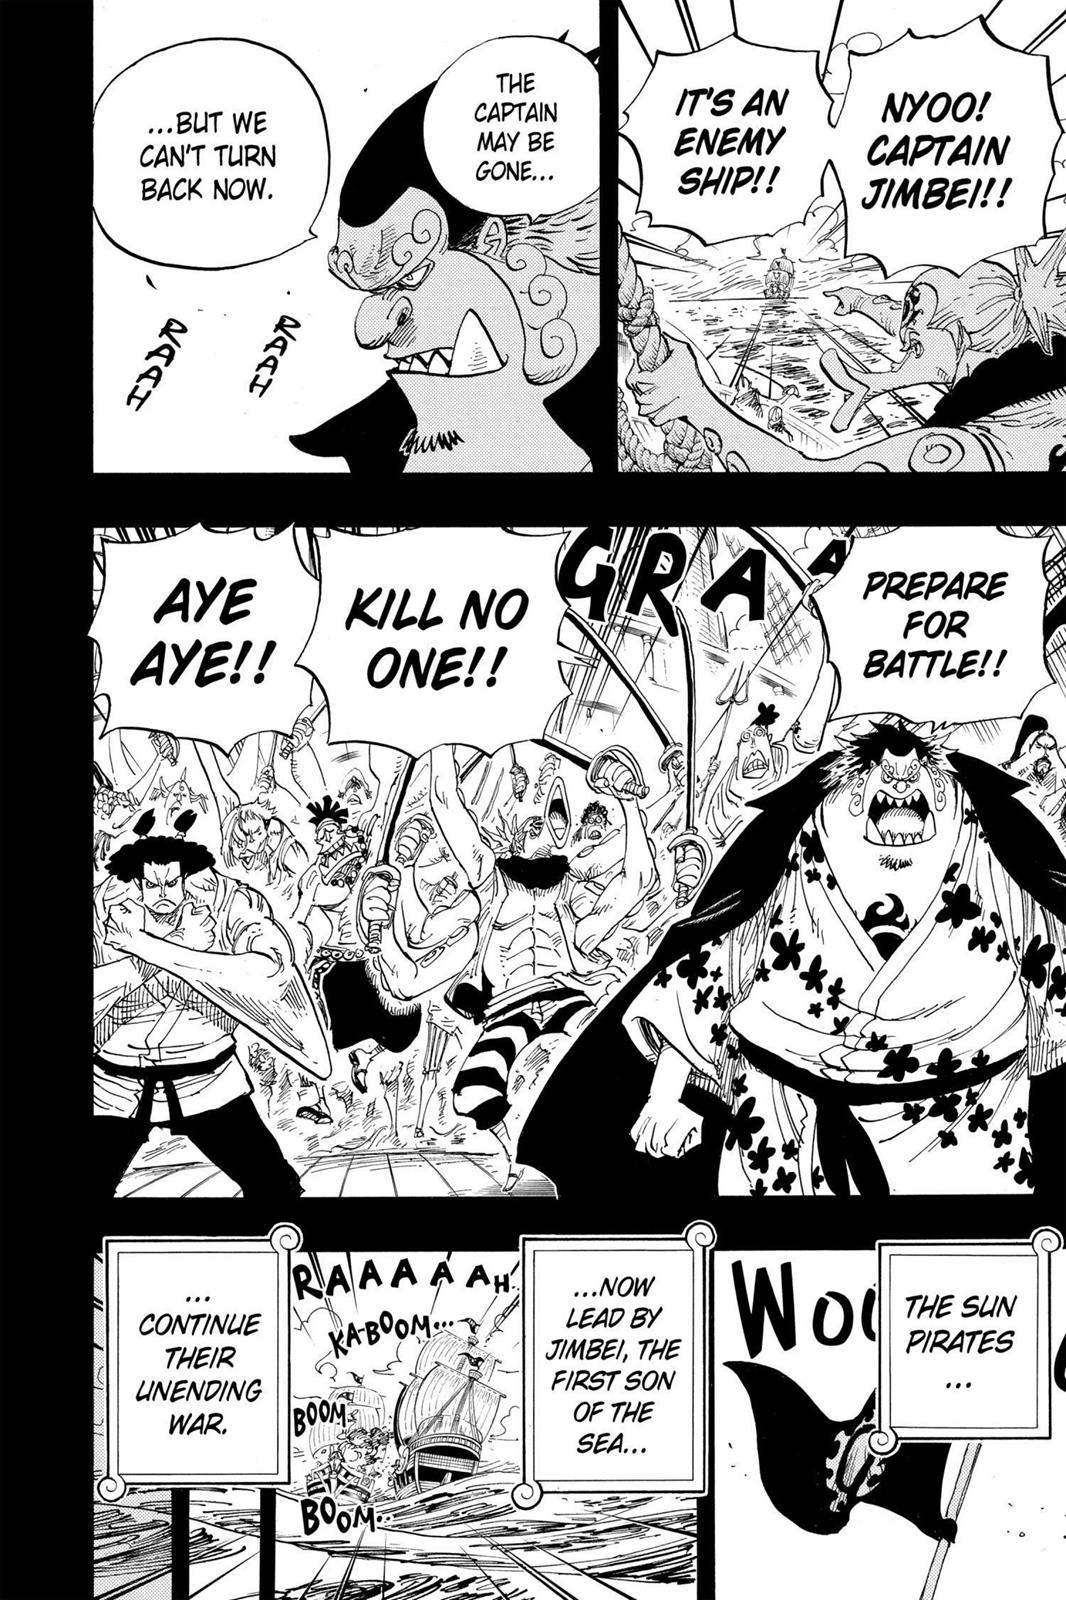 NYOO!
CAPTAIN
JIMBEI!!
IT'S AN
ENEMY
SHIP!!
THE
CAPTAIN
MAY BE
GONE...
...BUT WE
CAN'T TURN
BACK NOW.
RAAH
RAAH
PREPARE
FOR
BATTLE!!
GRAA
KILL NO
ONE!!
AYE
AYE!!
THE SUN
PIRATES
...
WOO
...NOW
LEAD BY
JIMBEI, THE
FIRST SON
OF THE
SEA...
RAAAAAAH
KA-BOOM...
BOOM
BOOM...
...
CONTINUE
THEIR
UNENDING
WAR.